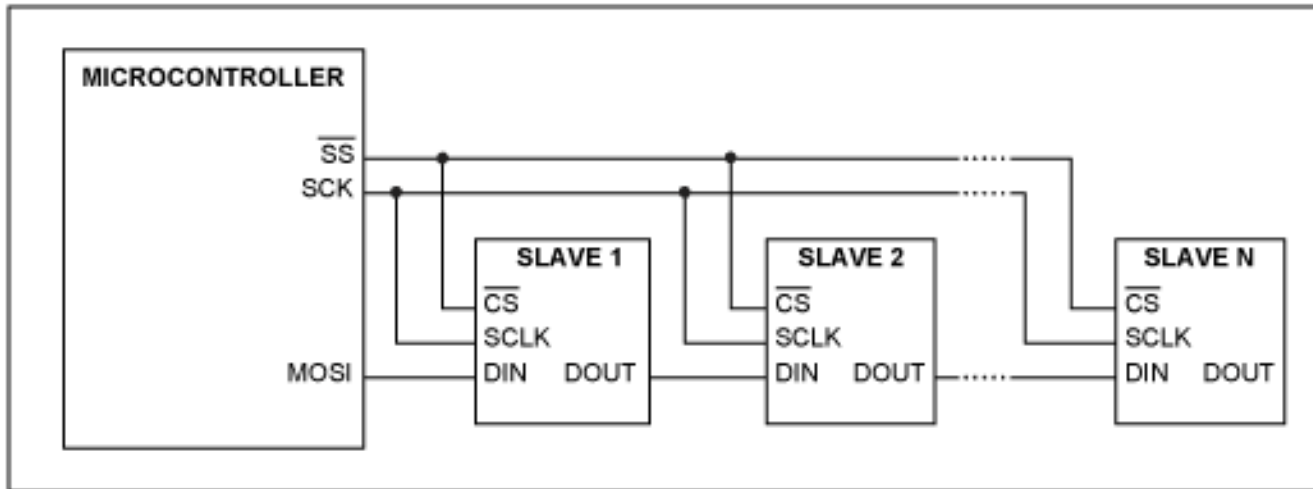 MICROCONTROLLER
SS
SCK
MOSI
SLAVE 1
CS
SCLK
DIN DOUT
SLAVE 2
CS
SCLK
DIN DOUT
SLAVE N
CS
SCLK
DIN DOUT